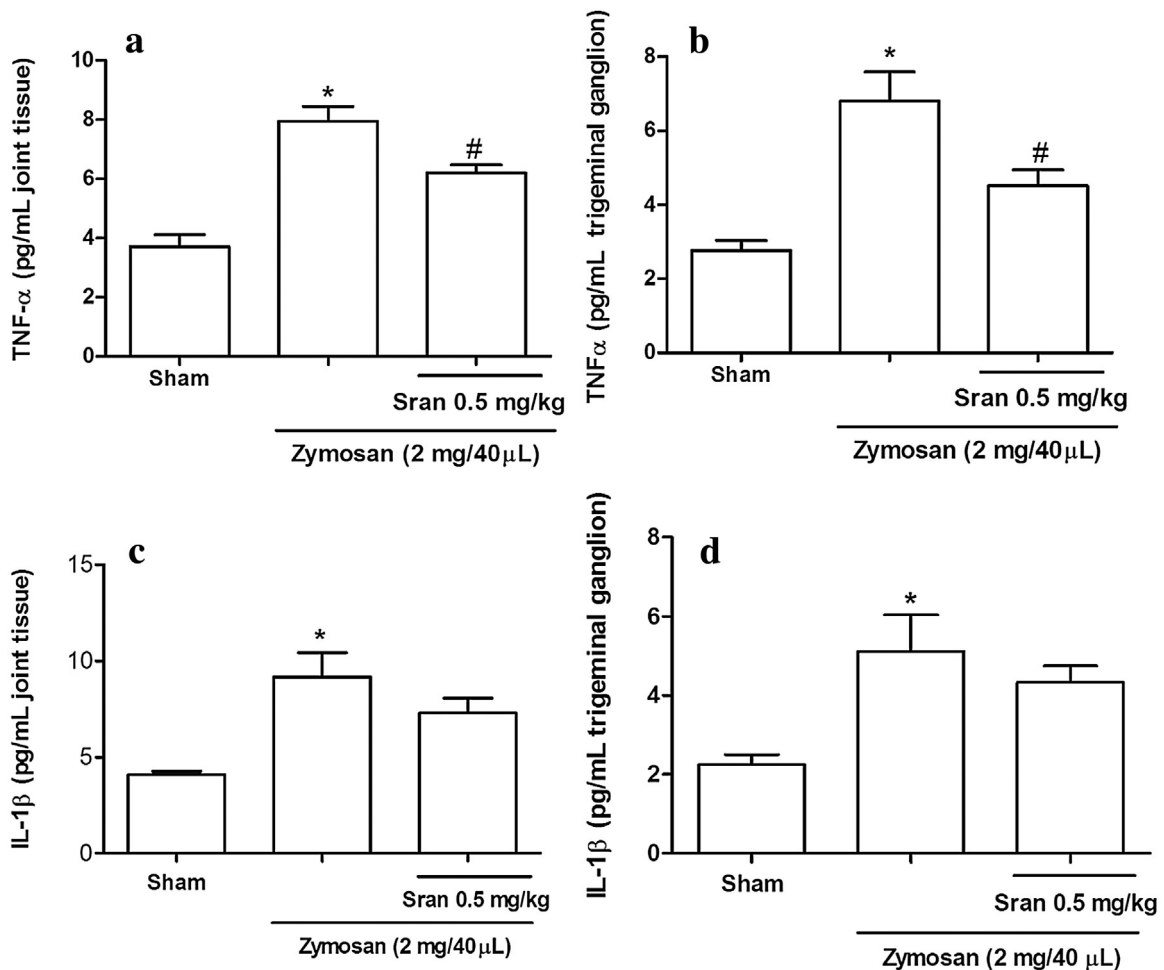 a
TNF-α (pg/mL joint tissue)
10
8
6
4
2
0
*
#
Sham
Sran 0.5 mg/kg
Zymosan (2 mg/40μL)
b
TNFα (pg/mL trigeminal ganglion)
8
6
4
2
0
*
#
Sham
Sran 0.5 mg/kg
Zymosan (2 mg/40μL)
c
IL-1β (pg/mL joint tissue)
15
10
5
0
*
Sham
Sran 0.5 mg/kg
Zymosan (2 mg/40μL)
d
IL-1β (pg/mL trigeminal ganglion)
8
6
4
2
0
*
Sham
Sran 0.5 mg/kg
Zymosan (2 mg/40 μL)